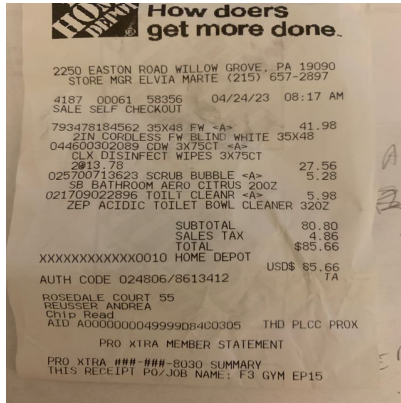 THE HOME DEPOT
How doers
get more done.
2250 EASTON ROAD WILLOW GROVE, PA 19090
STORE MGR ELVIA MARTE (215) 657-2897
4187 00061 58356 04/24/23 08:17 AM
SALE SELF CHECKOUT
793478184562 35X48 FW <A> 41.98
2IN CORDLESS FW BLIND WHITE 35X48
044600302089 CDW 3X75CT <A>
CLX DISINFECT WIPES 3X75CT
2@13.78 27.56
025700713623 SCRUB BUBBLE <A> 5.28
SB BATHROOM AERO CITRUS 20OZ
021709022896 TOILT CLEANR <A> 5.98
ZEP ACIDIC TOILET BOWL CLEANER 32OZ
SUBTOTAL 80.80
SALES TAX 4.86
TOTAL $85.66
XXXXXXXXXXXX0010 HOME DEPOT
USD$ 85.66
AUTH CODE 024806/8613412 TA
ROSEDALE COURT 55
REUSSER ANDREA
Chip Read
AID A0000000049999D84C0305 THD PLCC PROX
PRO XTRA MEMBER STATEMENT
PRO XTRA ###-###-8030 SUMMARY
THIS RECEIPT PO/JOB NAME: F3 GYM EP15